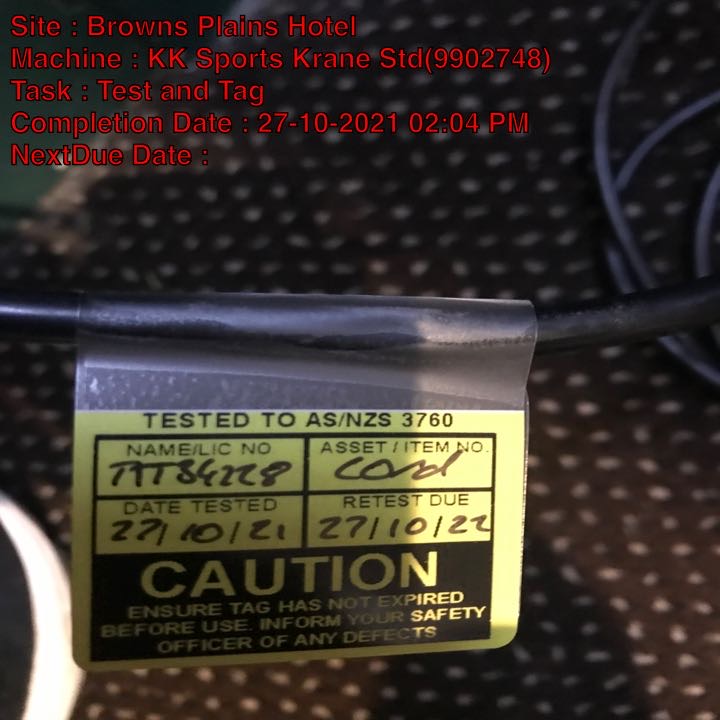 Site : Browns Plains Hotel
Machine : KK Sports Krane Std(9902748)
Task : Test and Tag
Completion Date : 27-10-2021 02:04 PM
NextDue Date :
TESTED TO AS/NZS 3760
NAME/LIC NO
ASSET / ITEM NO.
Cord
DATE TESTED
RETEST DUE
27/10/21
27/10/22
CAUTION
ENSURE TAG HAS NOT EXPIRED
BEFORE USE. INFORM YOUR SAFETY
OFFICER OF ANY DEFECTS